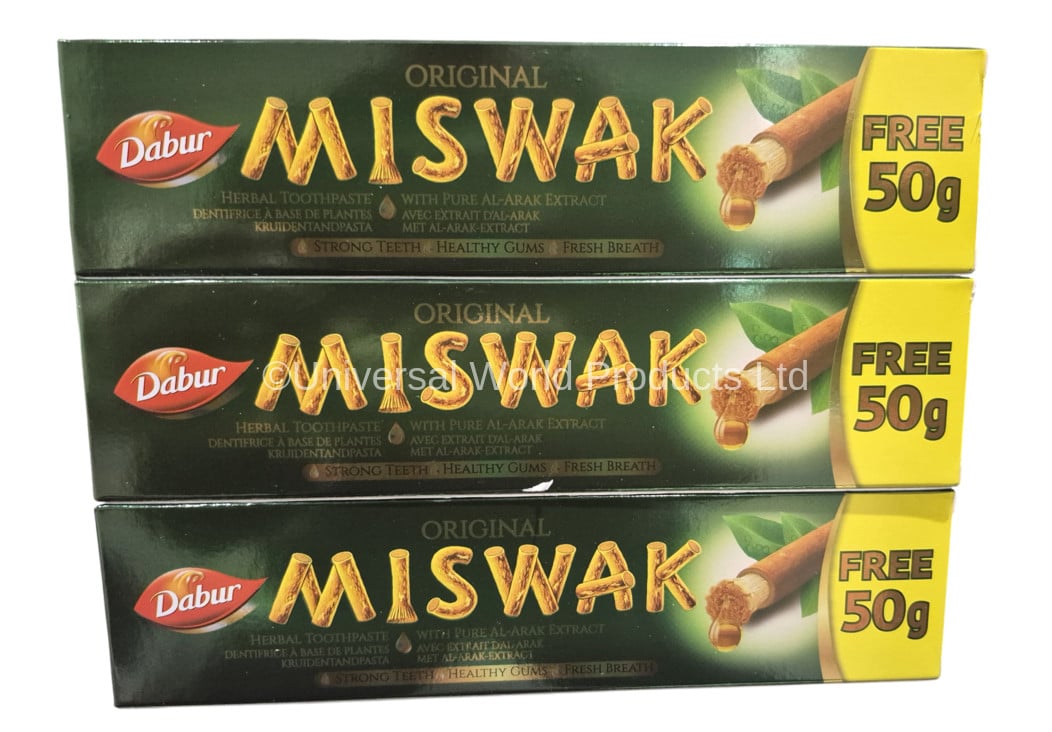 ORIGINAL
Dabur
MISWAK
FREE
50g
HERBAL TOOTHPASTE WITH PURE AL-ARAK EXTRACT
DENTIFRICE À BASE DE PLANTES AVEC EXTRAIT D'AL-ARAK
KRUIDENTANDPASTA MET AL-ARAK-EXTRACT
STRONG TEETH HEALTHY GUMS FRESH BREATH
ORIGINAL
Dabur
MISWAK
FREE
50g
©Universal World Products Ltd
HERBAL TOOTHPASTE WITH PURE AL-ARAK EXTRACT
DENTIFRICE À BASE DE PLANTES AVEC EXTRAIT D'AL-ARAK
KRUIDENTANDPASTA MET AL-ARAK-EXTRACT
STRONG TEETH HEALTHY GUMS FRESH BREATH
ORIGINAL
Dabur
MISWAK
FREE
50g
HERBAL TOOTHPASTE WITH PURE AL-ARAK EXTRACT
DENTIFRICE À BASE DE PLANTES AVEC EXTRAIT D'AL-ARAK
KRUIDENTANDPASTA MET AL-ARAK-EXTRACT
STRONG TEETH HEALTHY GUMS FRESH BREATH